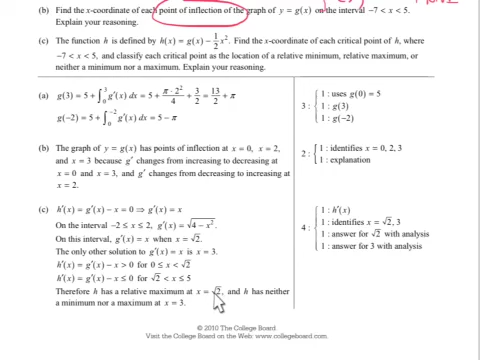 (b) Find the x-coordinate of each point of inflection of the graph of y = g(x) on the interval −7 < x < 5.
Explain your reasoning.
(c) The function h is defined by h(x) = g(x) − 1/2 x². Find the x-coordinate of each critical point of h, where
−7 < x < 5, and classify each critical point as the location of a relative minimum, relative maximum, or
neither a minimum nor a maximum. Explain your reasoning.
(a) g(3) = 5 + ∫₀³ g′(x) dx = 5 + π · 2²/4 + 3/2 = 13/2 + π
g(−2) = 5 + ∫₀⁻² g′(x) dx = 5 − π
3 : { 1 : uses g(0) = 5
1 : g(3)
1 : g(−2)
(b) The graph of y = g(x) has points of inflection at x = 0, x = 2,
and x = 3 because g′ changes from increasing to decreasing at
x = 0 and x = 3, and g′ changes from decreasing to increasing at
x = 2.
2 : { 1 : identifies x = 0, 2, 3
1 : explanation
(c) h′(x) = g′(x) − x = 0 ⇒ g′(x) = x
On the interval −2 ≤ x ≤ 2, g′(x) = √(4 − x²).
On this interval, g′(x) = x when x = √2.
The only other solution to g′(x) = x is x = 3.
h′(x) = g′(x) − x > 0 for 0 ≤ x < √2
h′(x) = g′(x) − x ≤ 0 for √2 < x ≤ 5
Therefore h has a relative maximum at x = √2, and h has neither
a minimum nor a maximum at x = 3.
4 : { 1 : h′(x)
1 : identifies x = √2, 3
1 : answer for √2 with analysis
1 : answer for 3 with analysis
© 2010 The College Board
Visit the College Board on the Web: www.collegeboard.com.